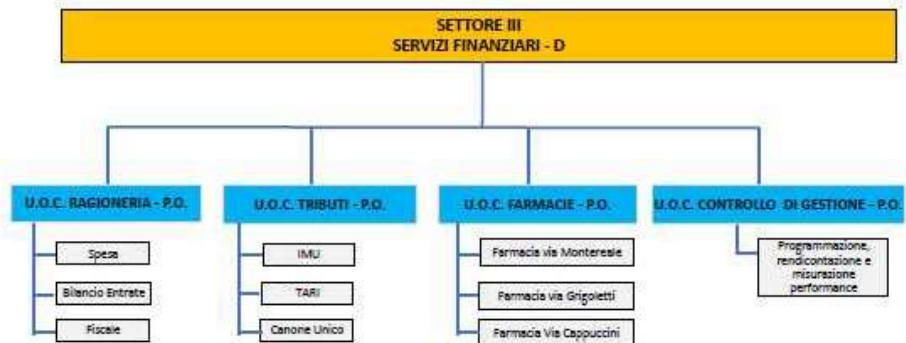 SETTORE III
SERVIZI FINANZIARI - D
U.O.C. RAGIONERIA - P.O.
U.O.C. TRIBUTI - P.O.
U.O.C. FARMACIE - P.O.
U.O.C. CONTROLLO DI GESTIONE - P.O.
Spesa
Bilancio Entrate
Fiscale
IMU
TARI
Canone Unico
Farmacia via Montereale
Farmacia via Grigoletti
Farmacia Via Cappuccini
Programmazione,
rendicontazione e
misurazione
performance